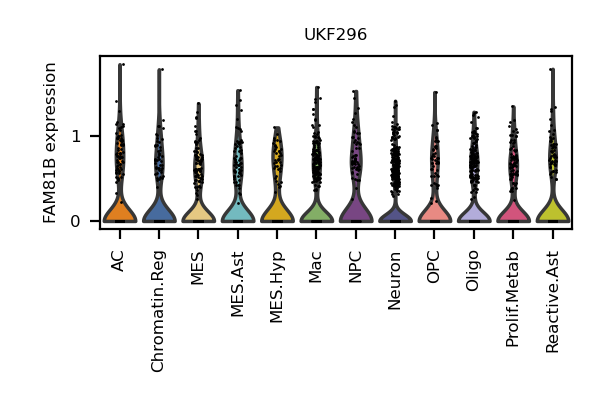 UKF296
FAM81B expression
1
0
AC
Chromatin.Reg
MES
MES.Ast
MES.Hyp
Mac
NPC
Neuron
OPC
Oligo
Prolif.Metab
Reactive.Ast